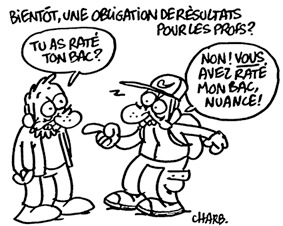 BIENTÔT, UNE OBLIGATION DE RÉSULTATS
POUR LES PROFS?
TU AS RATÉ
TON BAC?
NON! VOUS
AVEZ RATÉ
MON BAC,
NUANCE!
CHARB.